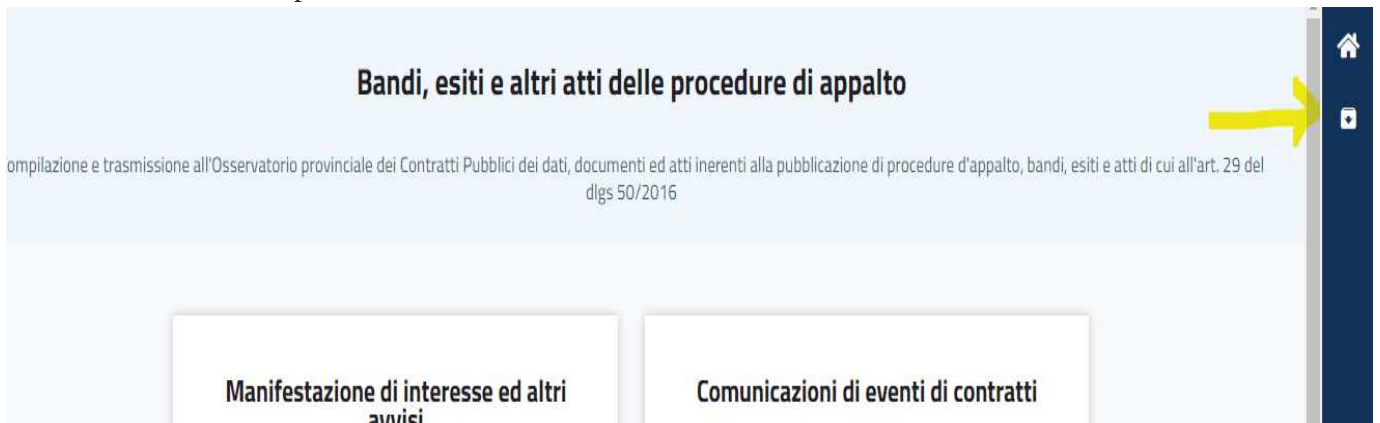 Bandi, esiti e altri atti delle procedure di appalto
ompilazione e trasmissione all'Osservatorio provinciale dei Contratti Pubblici dei dati, documenti ed atti inerenti alla pubblicazione di procedure d'appalto, bandi, esiti e atti di cui all'art. 29 del
dlgs 50/2016
Manifestazione di interesse ed altri
avvisi
Comunicazioni di eventi di contratti